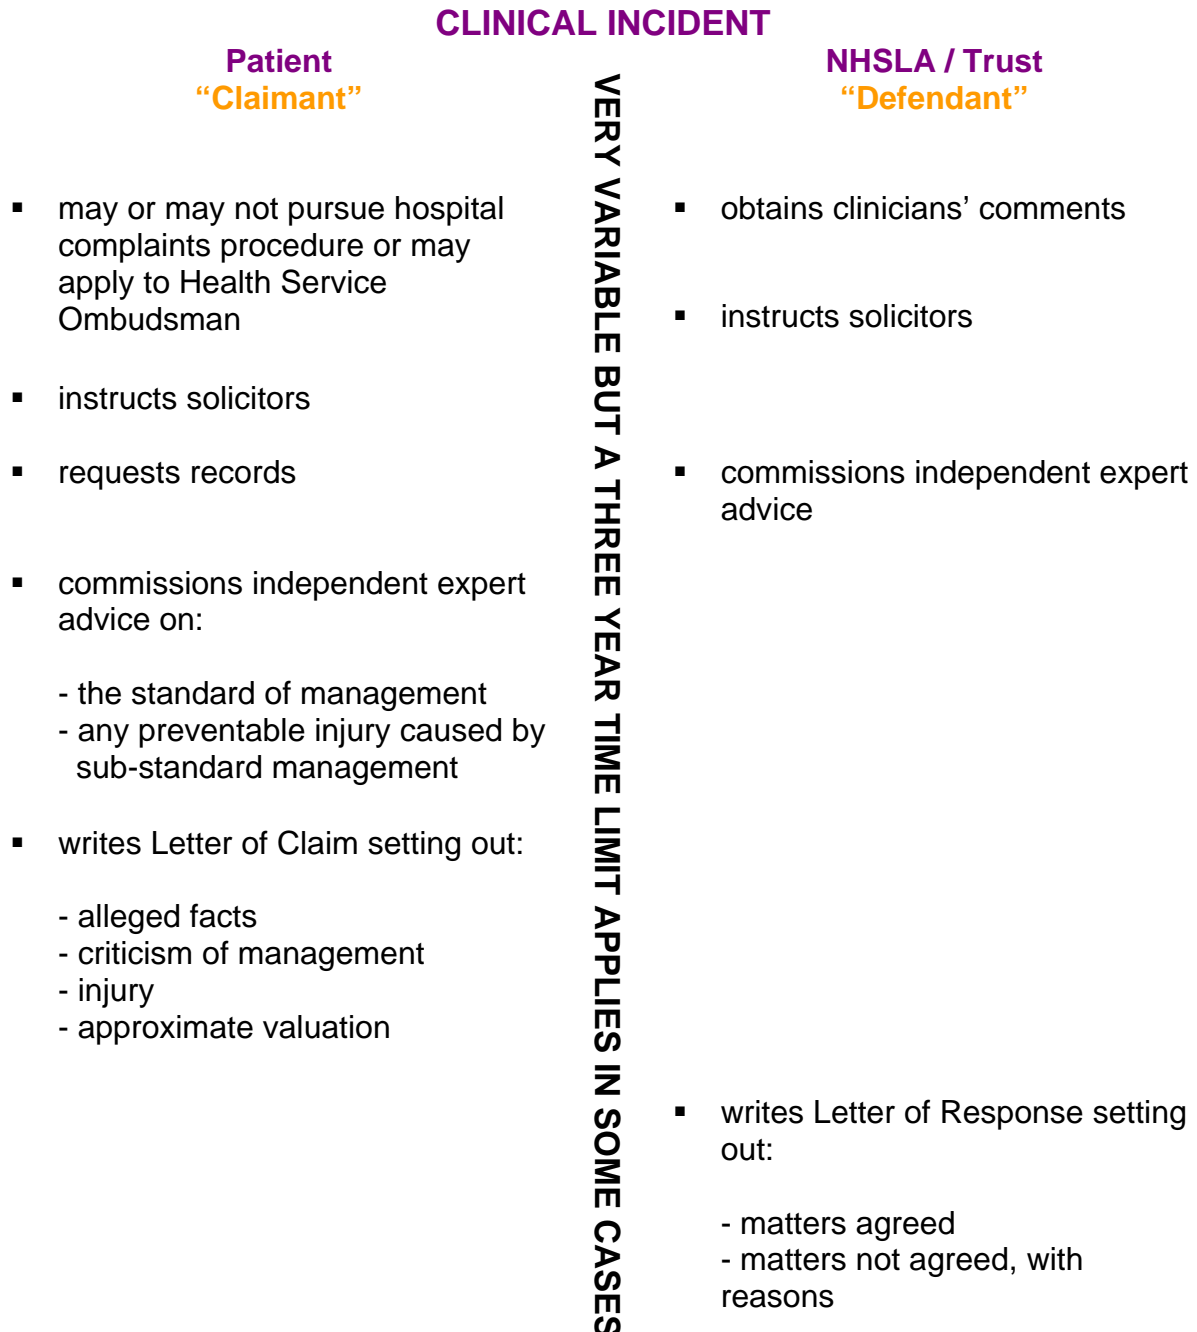 CLINICAL INCIDENT
Patient
“Claimant”
▪ may or may not pursue hospital
complaints procedure or may
apply to Health Service
Ombudsman
▪ instructs solicitors
▪ requests records
▪ commissions independent expert
advice on:
- the standard of management
- any preventable injury caused by
sub-standard management
▪ writes Letter of Claim setting out:
- alleged facts
- criticism of management
- injury
- approximate valuation
VERY VARIABLE BUT A THREE YEAR TIME LIMIT APPLIES IN SOME CASES
NHSLA / Trust
“Defendant”
▪ obtains clinicians’ comments
▪ instructs solicitors
▪ commissions independent expert
advice
▪ writes Letter of Response setting
out:
- matters agreed
- matters not agreed, with
reasons